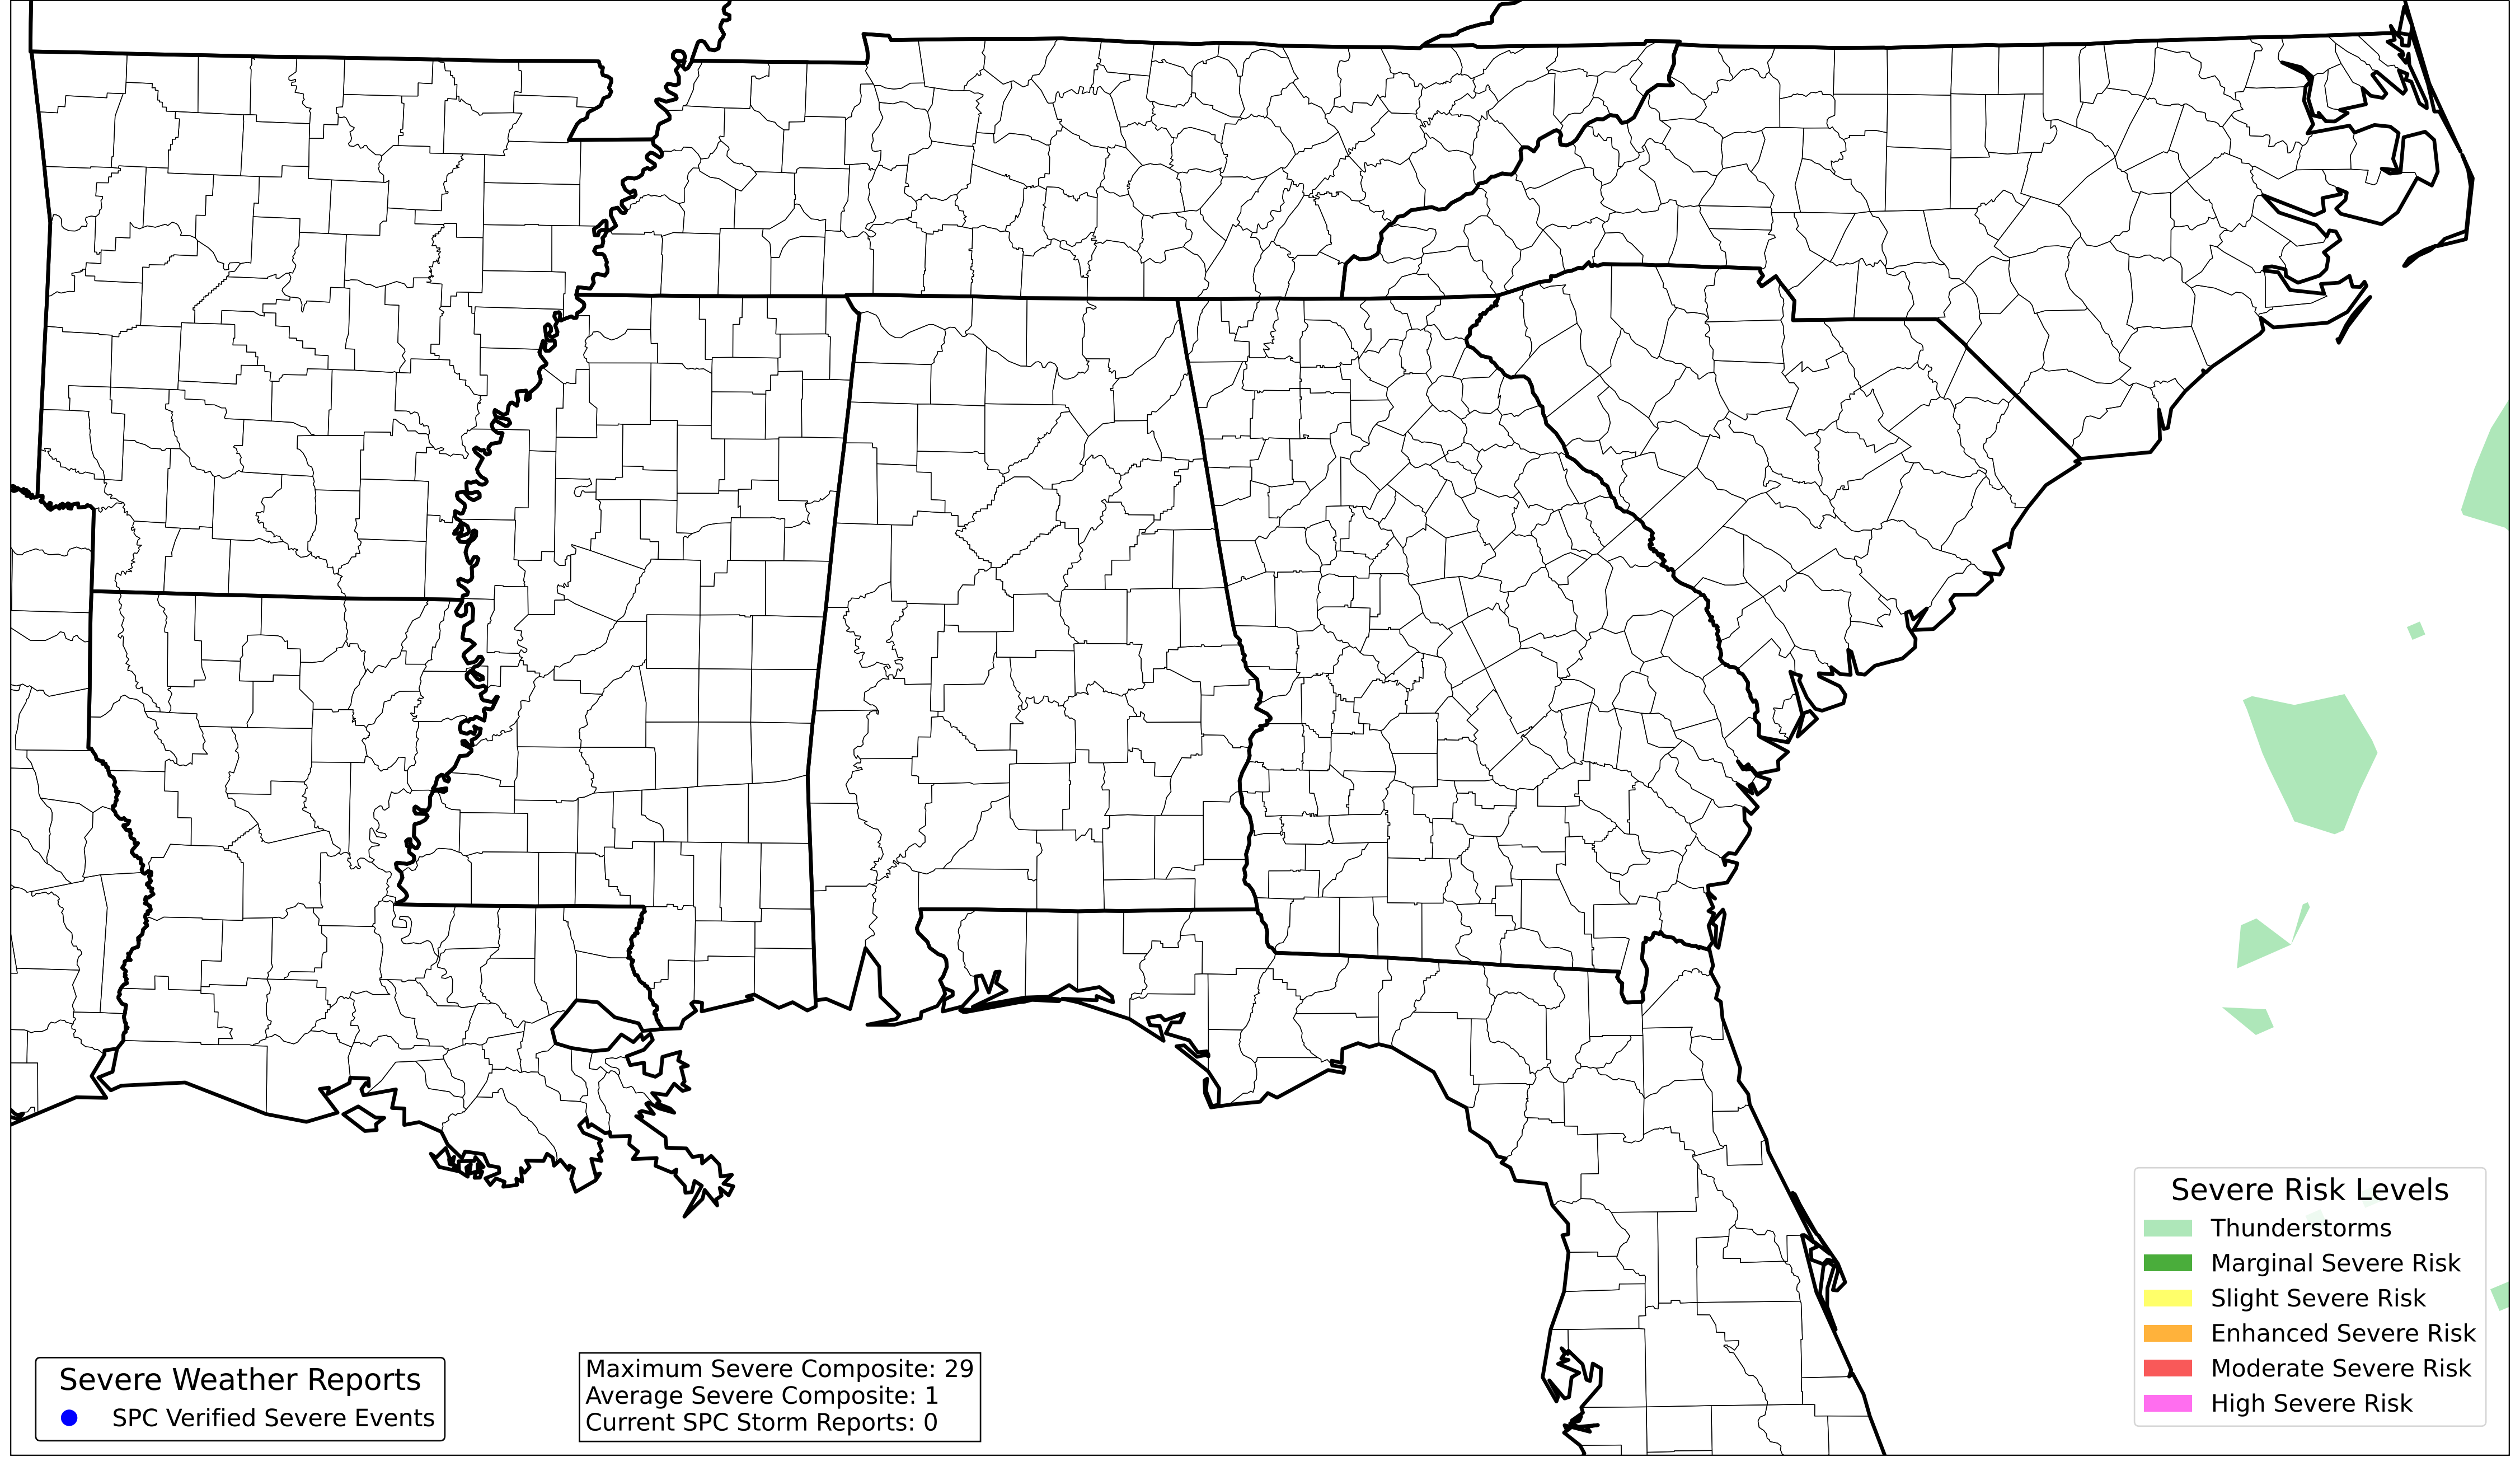 Severe Weather Reports
SPC Verified Severe Events
Maximum Severe Composite: 29
Average Severe Composite: 1
Current SPC Storm Reports: 0
Severe Risk Levels
Thunderstorms
Marginal Severe Risk
Slight Severe Risk
Enhanced Severe Risk
Moderate Severe Risk
High Severe Risk